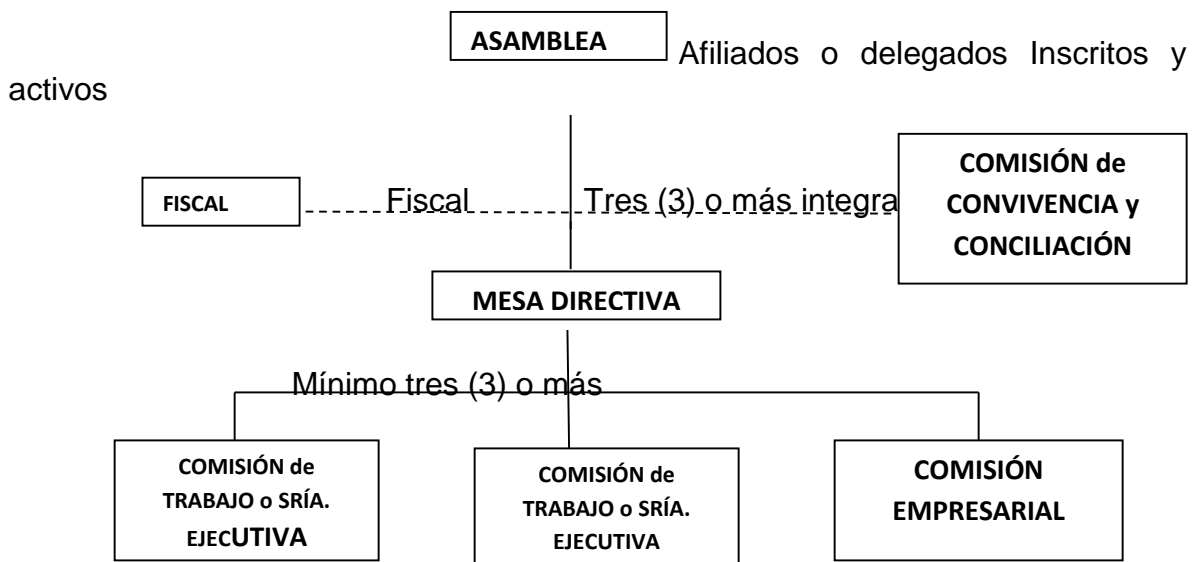 ASAMBLEA
Afiliados o delegados Inscritos y
activos
FISCAL
Fiscal
Tres (3) o más integra
COMISIÓN de
CONVIVENCIA y
CONCILIACIÓN
MESA DIRECTIVA
Mínimo tres (3) o más
COMISIÓN de
TRABAJO o SRÍA.
EJECUTIVA
COMISIÓN de
TRABAJO o SRÍA.
EJECUTIVA
COMISIÓN
EMPRESARIAL